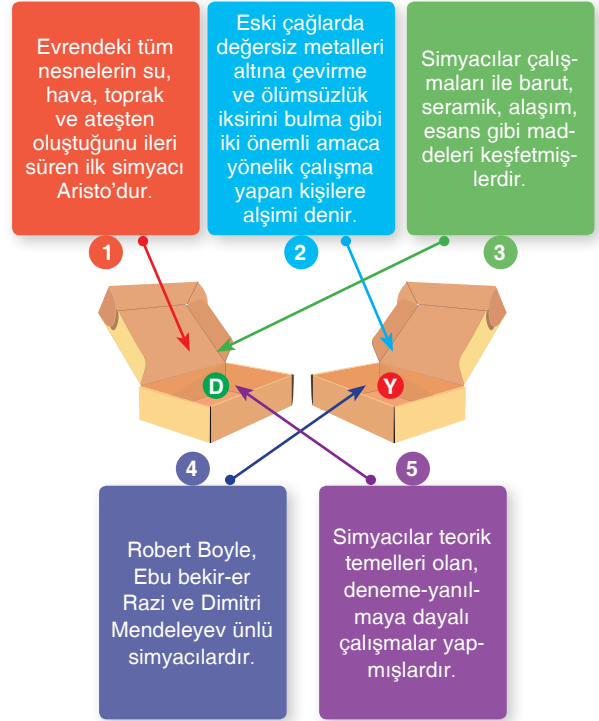 Evrendeki tüm
nesnelerin su,
hava, toprak
ve ateşten
oluştuğunu ileri
süren ilk simyacı
Aristo’dur.
Eski çağlarda
değersiz metalleri
altına çevirme
ve ölümsüzlük
iksirini bulma gibi
iki önemli amaca
yönelik çalışma
yapan kişilere
alşimi denir.
Simyacılar çalış-
maları ile barut,
seramik, alaşım,
esans gibi mad-
deleri keşfetmiş-
lerdir.
1
2
3
D
Y
4
5
Robert Boyle,
Ebu bekir-er
Razi ve Dimitri
Mendeleyev ünlü
simyacılardır.
Simyacılar teorik
temelleri olan,
deneme-yanıl-
maya dayalı
çalışmalar yap-
mışlardır.